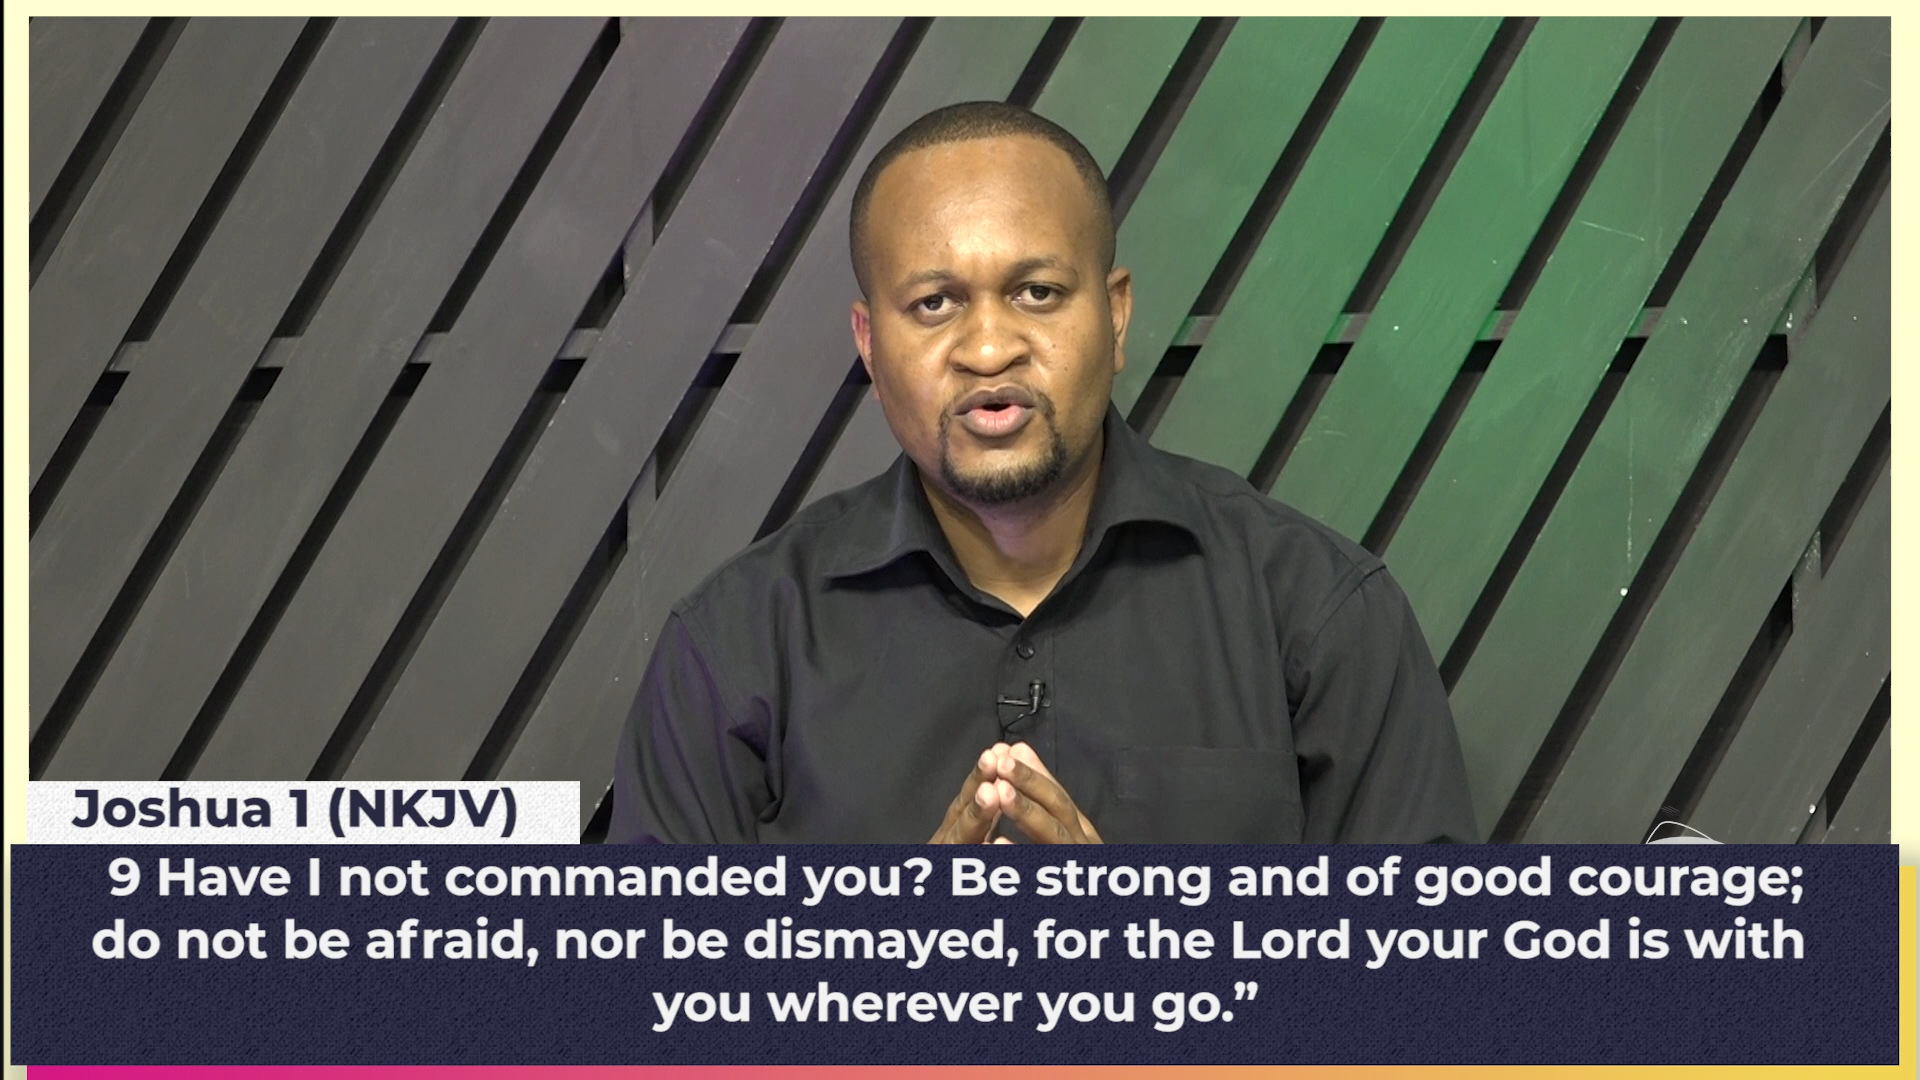 Joshua 1 (NKJV)
9 Have I not commanded you? Be strong and of good courage;
do not be afraid, nor be dismayed, for the Lord your God is with
you wherever you go.”